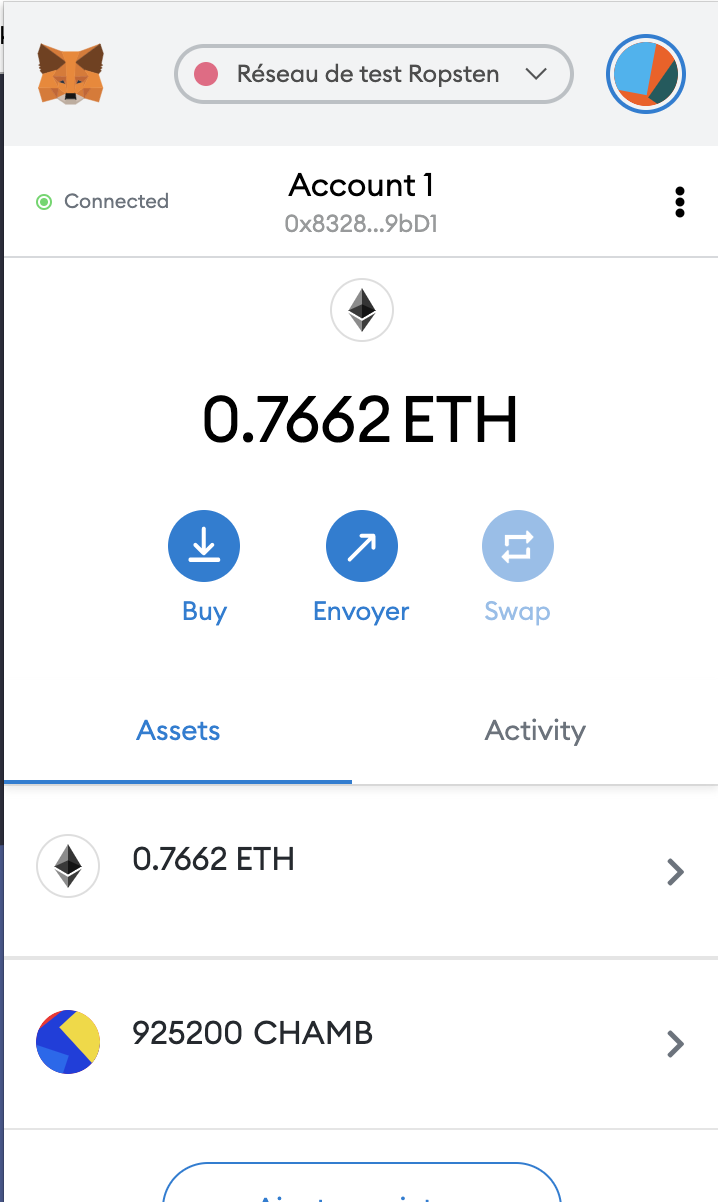 Réseau de test Ropsten
Connected
Account 1
0x8328...9bD1
0.7662 ETH
Buy
Envoyer
Swap
Assets
Activity
0.7662 ETH
925200 CHAMB